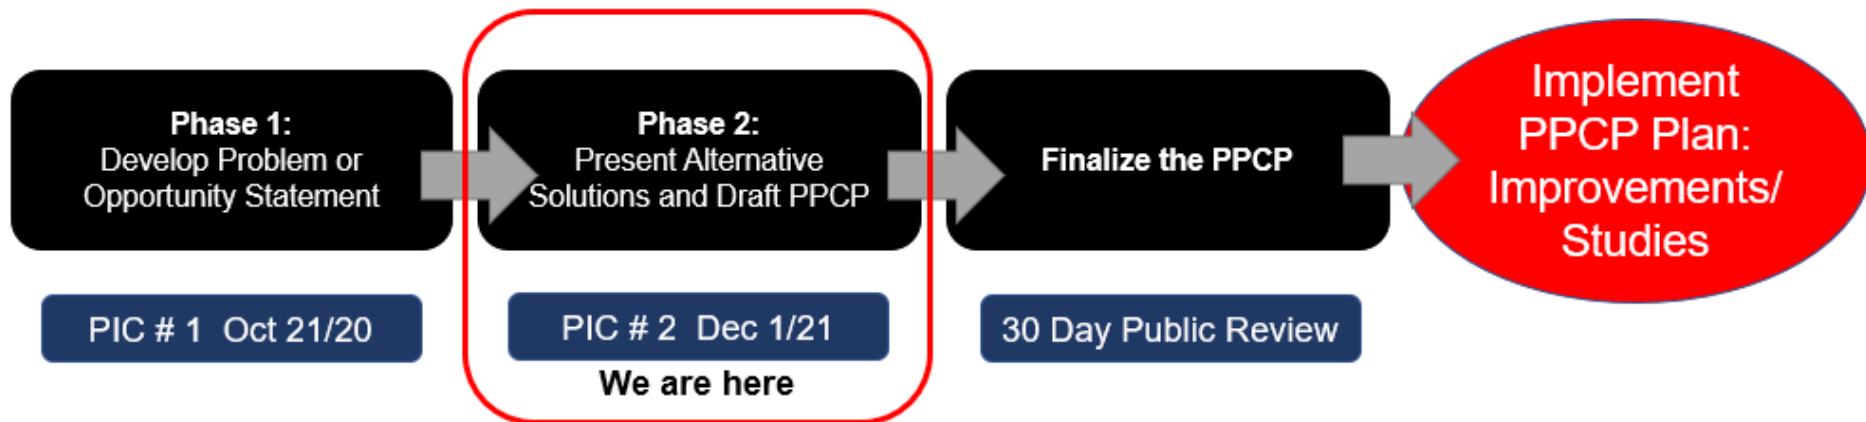 Phase 1:
Develop Problem or
Opportunity Statement
PIC # 1 Oct 21/20
Phase 2:
Present Alternative
Solutions and Draft PPCP
PIC # 2 Dec 1/21
We are here
Finalize the PPCP
30 Day Public Review
Implement
PPCP Plan:
Improvements/
Studies